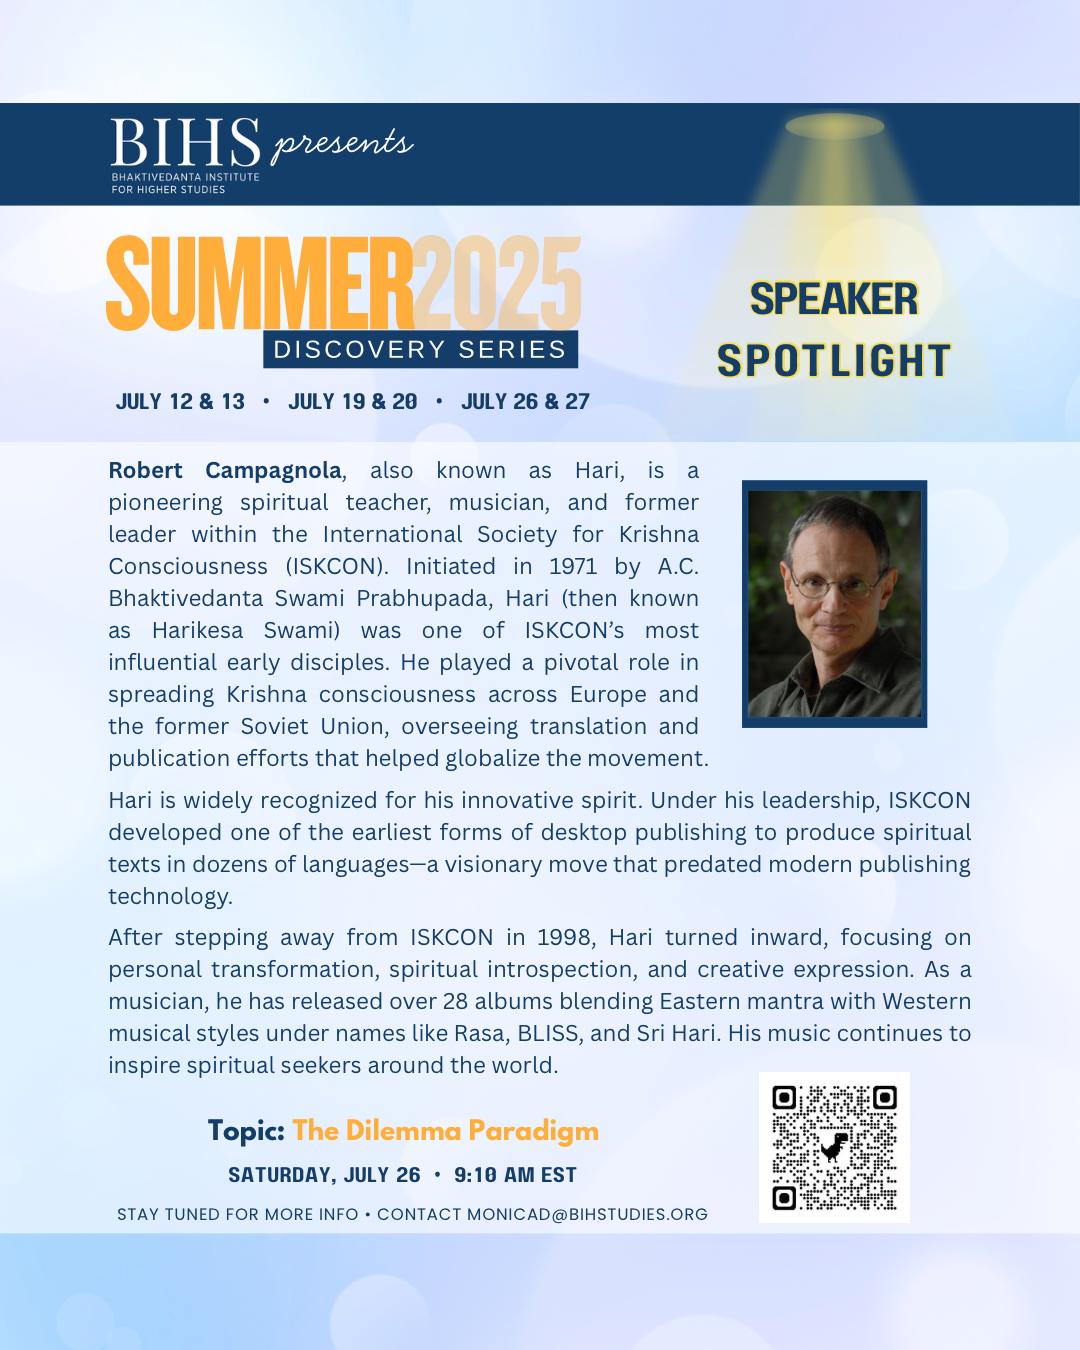 BIHS presents
BHAKTIVEDANTA INSTITUTE
FOR HIGHER STUDIES
SUMMER2025
DISCOVERY SERIES
JULY 12 & 13 • JULY 19 & 20 • JULY 26 & 27
SPEAKER
SPOTLIGHT
Robert Campagnola, also known as Hari, is a
pioneering spiritual teacher, musician, and former
leader within the International Society for Krishna
Consciousness (ISKCON). Initiated in 1971 by A.C.
Bhaktivedanta Swami Prabhupada, Hari (then known
as Harikesa Swami) was one of ISKCON’s most
influential early disciples. He played a pivotal role in
spreading Krishna consciousness across Europe and
the former Soviet Union, overseeing translation and
publication efforts that helped globalize the movement.
Hari is widely recognized for his innovative spirit. Under his leadership, ISKCON
developed one of the earliest forms of desktop publishing to produce spiritual
texts in dozens of languages—a visionary move that predated modern publishing
technology.
After stepping away from ISKCON in 1998, Hari turned inward, focusing on
personal transformation, spiritual introspection, and creative expression. As a
musician, he has released over 28 albums blending Eastern mantra with Western
musical styles under names like Rasa, BLISS, and Sri Hari. His music continues to
inspire spiritual seekers around the world.
Topic: The Dilemma Paradigm
SATURDAY, JULY 26 • 9:10 AM EST
STAY TUNED FOR MORE INFO • CONTACT MONICAD@BIHSTUDIES.ORG